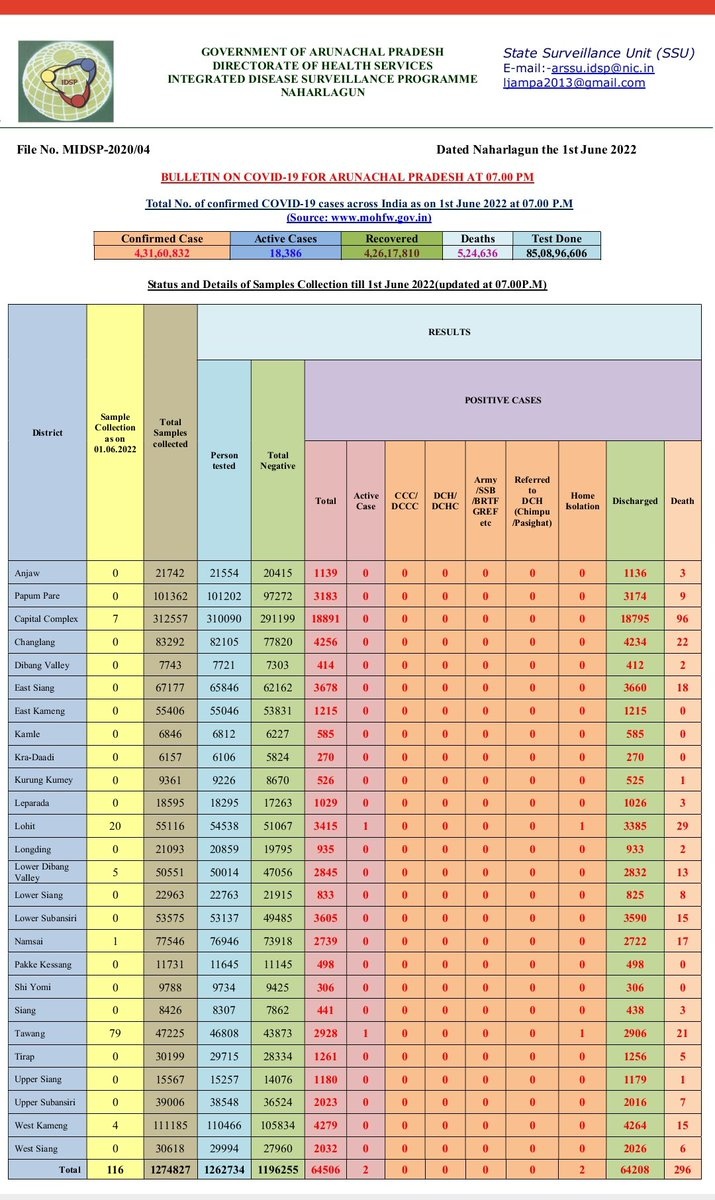 IDSP
GOVERNMENT OF ARUNACHAL PRADESH
DIRECTORATE OF HEALTH SERVICES
INTEGRATED DISEASE SURVEILLANCE PROGRAMME
NAHARLAGUN
State Surveillance Unit (SSU)
E-mail:-arssu.idsp@nic.in
ljampa2013@gmail.com
File No. MIDSP-2020/04 Dated Naharlagun the 1st June 2022
BULLETIN ON COVID-19 FOR ARUNACHAL PRADESH AT 07.00 PM
Total No. of confirmed COVID-19 cases across India as on 1st June 2022 at 07.00 P.M
(Source: www.mohfw.gov.in)
Confirmed Case Active Cases Recovered Deaths Test Done
4,31,60,832 18,386 4,26,17,810 5,24,636 85,08,96,606
Status and Details of Samples Collection till 1st June 2022(updated at 07.00P.M)
District
Sample
Collection
as on
01.06.2022
Total
Samples
collected
RESULTS
Person
tested
Total
Negative
POSITIVE CASES
Total
Active
Case
CCC/
DCCC
DCH/
DCHC
Army
/SSB
/BRTF
GREF
etc
Referred
to
DCH
(Chimpu
/Pasighat)
Home
Isolation
Discharged
Death
Anjaw 0 21742 21554 20415 1139 0 0 0 0 0 0 1136 3
Papum Pare 0 101362 101202 97272 3183 0 0 0 0 0 0 3174 9
Capital Complex 7 312557 310090 291199 18891 0 0 0 0 0 0 18795 96
Changlang 0 83292 82105 77820 4256 0 0 0 0 0 0 4234 22
Dibang Valley 0 7743 7721 7303 414 0 0 0 0 0 0 412 2
East Siang 0 67177 65846 62162 3678 0 0 0 0 0 0 3660 18
East Kameng 0 55406 55046 53831 1215 0 0 0 0 0 0 1215 0
Kamle 0 6846 6812 6227 585 0 0 0 0 0 0 585 0
Kra-Daadi 0 6157 6106 5824 270 0 0 0 0 0 0 270 0
Kurung Kumey 0 9361 9226 8670 526 0 0 0 0 0 0 525 1
Leparada 0 18595 18295 17263 1029 0 0 0 0 0 0 1026 3
Lohit 20 55116 54538 51067 3415 1 0 0 0 0 1 3385 29
Longding 0 21093 20859 19795 935 0 0 0 0 0 0 933 2
Lower Dibang
Valley 5 50551 50014 47056 2845 0 0 0 0 0 0 2832 13
Lower Siang 0 22963 22763 21915 833 0 0 0 0 0 0 825 8
Lower Subansiri 0 53575 53137 49485 3605 0 0 0 0 0 0 3590 15
Namsai 1 77546 76946 73918 2739 0 0 0 0 0 0 2722 17
Pakke Kessang 0 11731 11645 11145 498 0 0 0 0 0 0 498 0
Shi Yomi 0 9788 9734 9425 306 0 0 0 0 0 0 306 0
Siang 0 8426 8307 7862 441 0 0 0 0 0 0 438 3
Tawang 79 47225 46808 43873 2928 1 0 0 0 0 1 2906 21
Tirap 0 30199 29715 28334 1261 0 0 0 0 0 0 1256 5
Upper Siang 0 15567 15257 14076 1180 0 0 0 0 0 0 1179 1
Upper Subansiri 0 39006 38548 36524 2023 0 0 0 0 0 0 2016 7
West Kameng 4 111185 110466 105834 4279 0 0 0 0 0 0 4264 15
West Siang 0 30618 29994 27960 2032 0 0 0 0 0 0 2026 6
Total 116 1274827 1262734 1196255 64506 2 0 0 0 0 2 64208 296